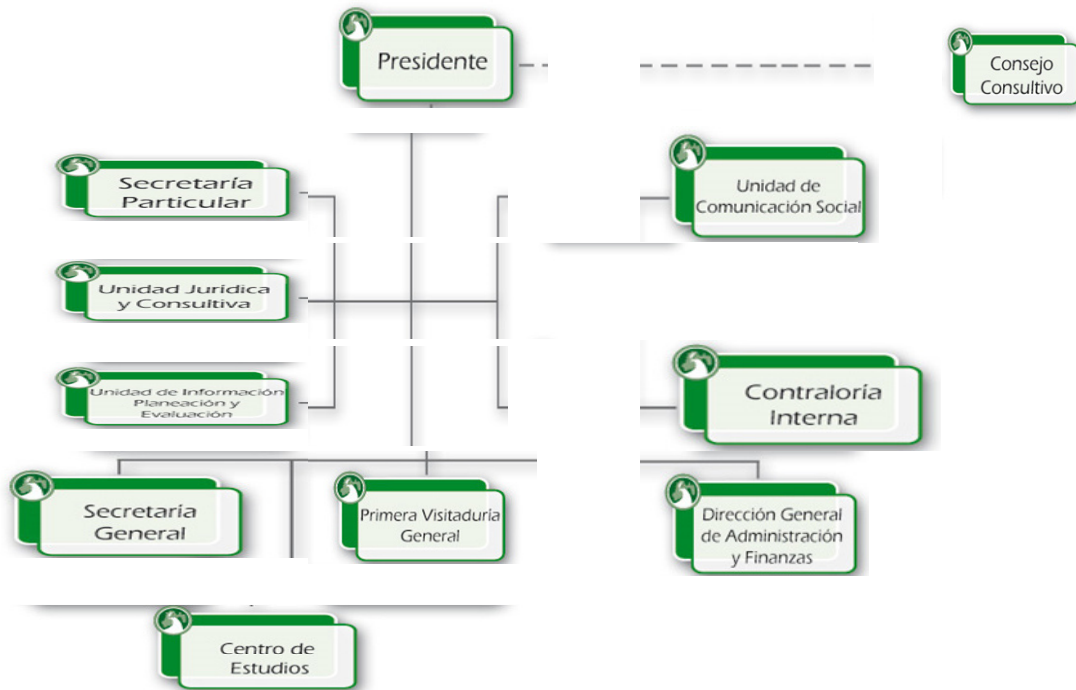 Presidente
Consejo
Consultivo
Secretaría
Particular
Unidad de
Comunicación Social
Unidad Jurídica
y Consultiva
Unidad de Información
Planeación y
Evaluación
Contraloría
Interna
Secretaría
General
Primera Visitaduría
General
Dirección General
de Administración
y Finanzas
Centro de
Estudios